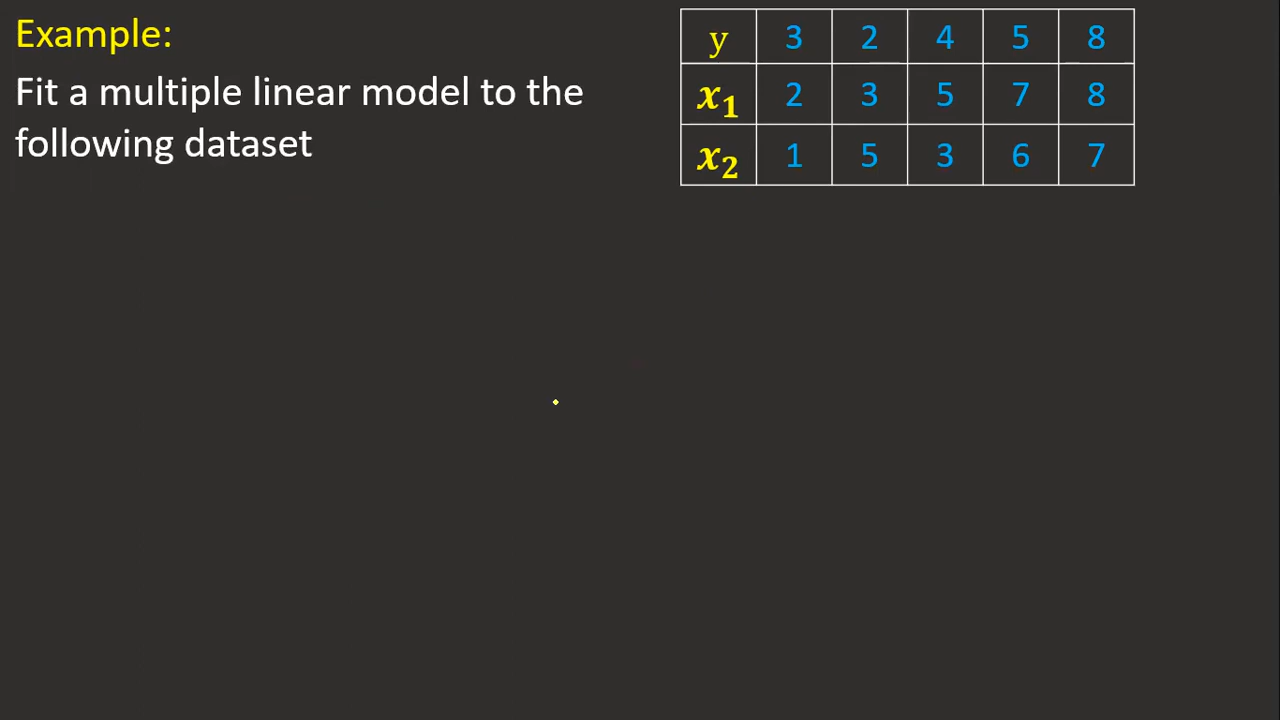 Example:
Fit a multiple linear model to the
following dataset
y 3 2 4 5 8
x₁ 2 3 5 7 8
x₂ 1 5 3 6 7